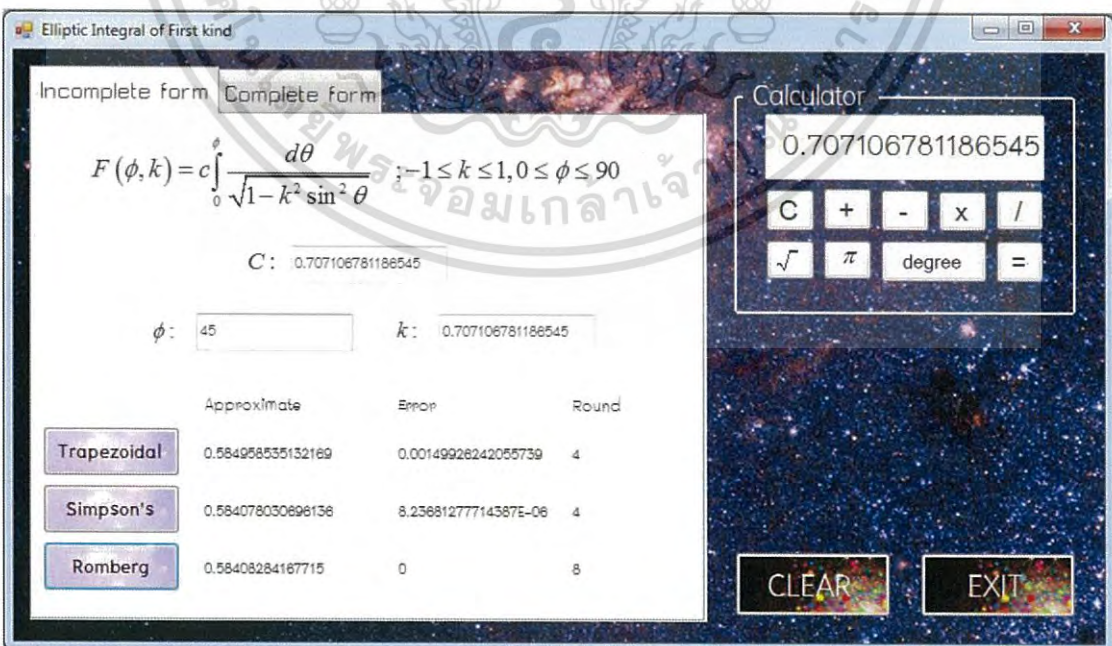 Elliptic Integral of First kind
Incomplete form Complete form
F(ϕ,k) = c∫₀^ϕ dθ/√(1−k² sin² θ) ;−1 ≤ k ≤ 1, 0 ≤ ϕ ≤ 90
C : 0.707106781186545
ϕ : 45 k : 0.707106781186545
Approximate Error Round
Trapezoidal 0.584958535132169 0.00149926242055739 4
Simpson's 0.584078030696136 8.23681277714387E-06 4
Romberg 0.58408284167715 0 8
Calculator
0.707106781186545
C + - x /
√ π degree =
CLEAR EXIT